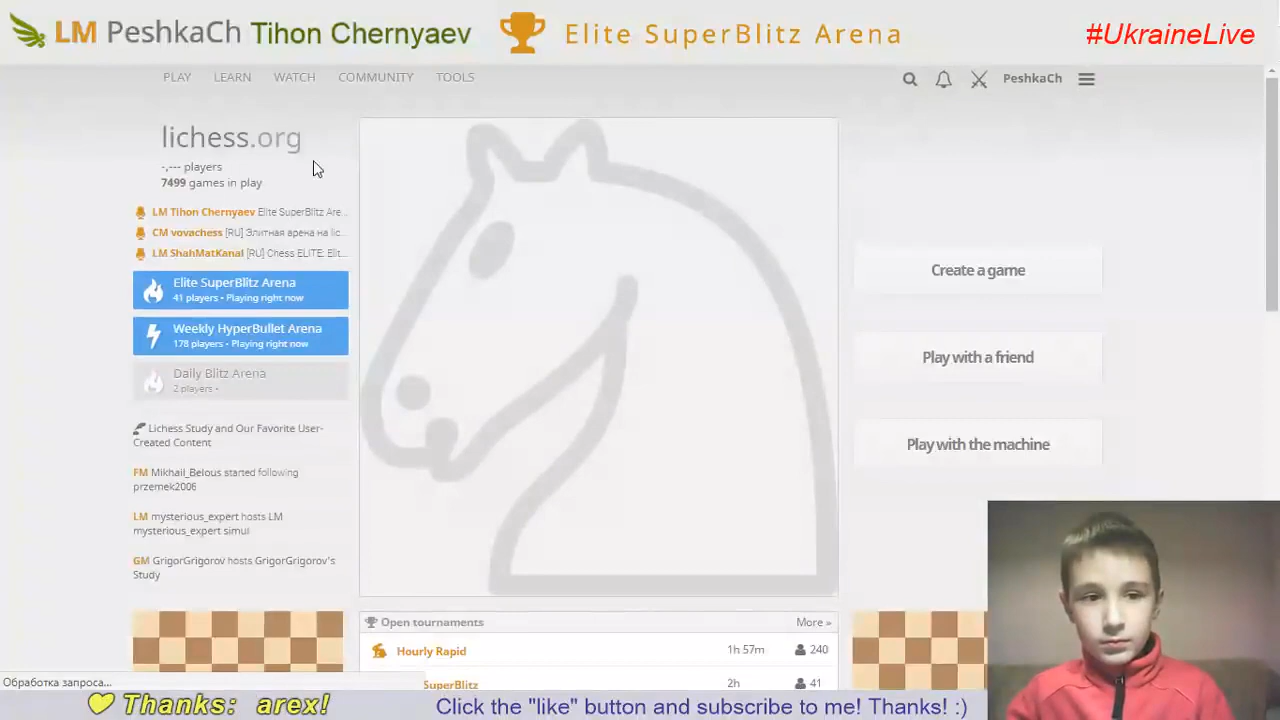 LM PeshkaCh Tihon Chernyaev Elite SuperBlitz Arena #UkraineLive
PLAY LEARN WATCH COMMUNITY TOOLS PeshkaCh
lichess.org
-,--- players
7499 games in play
LM Tihon Chernyaev Elite SuperBlitz Are...
CM vovachess [RU] Элитная арена на lic...
LM ShahMatKanal [RU] Chess ELITE: Elit...
Elite SuperBlitz Arena
41 players • Playing right now
Weekly HyperBullet Arena
178 players • Playing right now
Daily Blitz Arena
2 players •
Lichess Study and Our Favorite User-
Created Content
FM Mikhail_Belous started following
przemek2006
LM mysterious_expert hosts LM
mysterious_expert simul
GM GrigorGrigorov hosts GrigorGrigorov's
Study
Create a game
Play with a friend
Play with the machine
Open tournaments More »
Hourly Rapid 1h 57m 240
SuperBlitz 2h 41
Обработка запроса...
Thanks: arex! Click the "like" button and subscribe to me! Thanks! :)